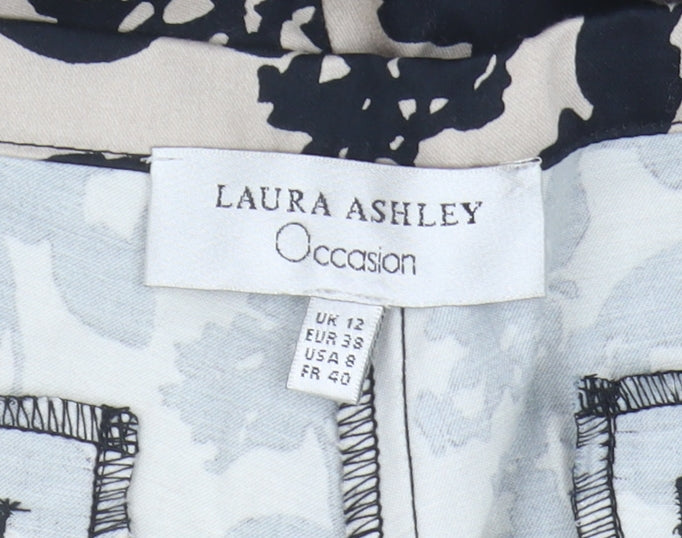 LAURA ASHLEY
Occasion
UK 12
EUR 38
USA 8
FR 40